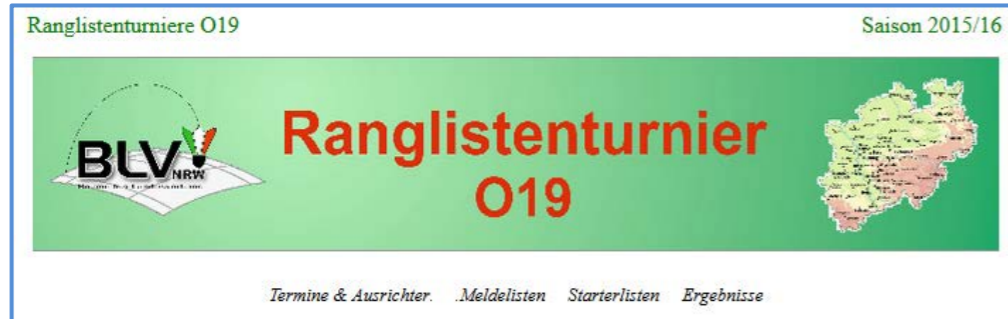 Ranglistenturniere O19
Saison 2015/16
BLV
NRW
Ranglistenturnier
O19
Termine & Ausrichter. .Meldelisten Starterlisten Ergebnisse